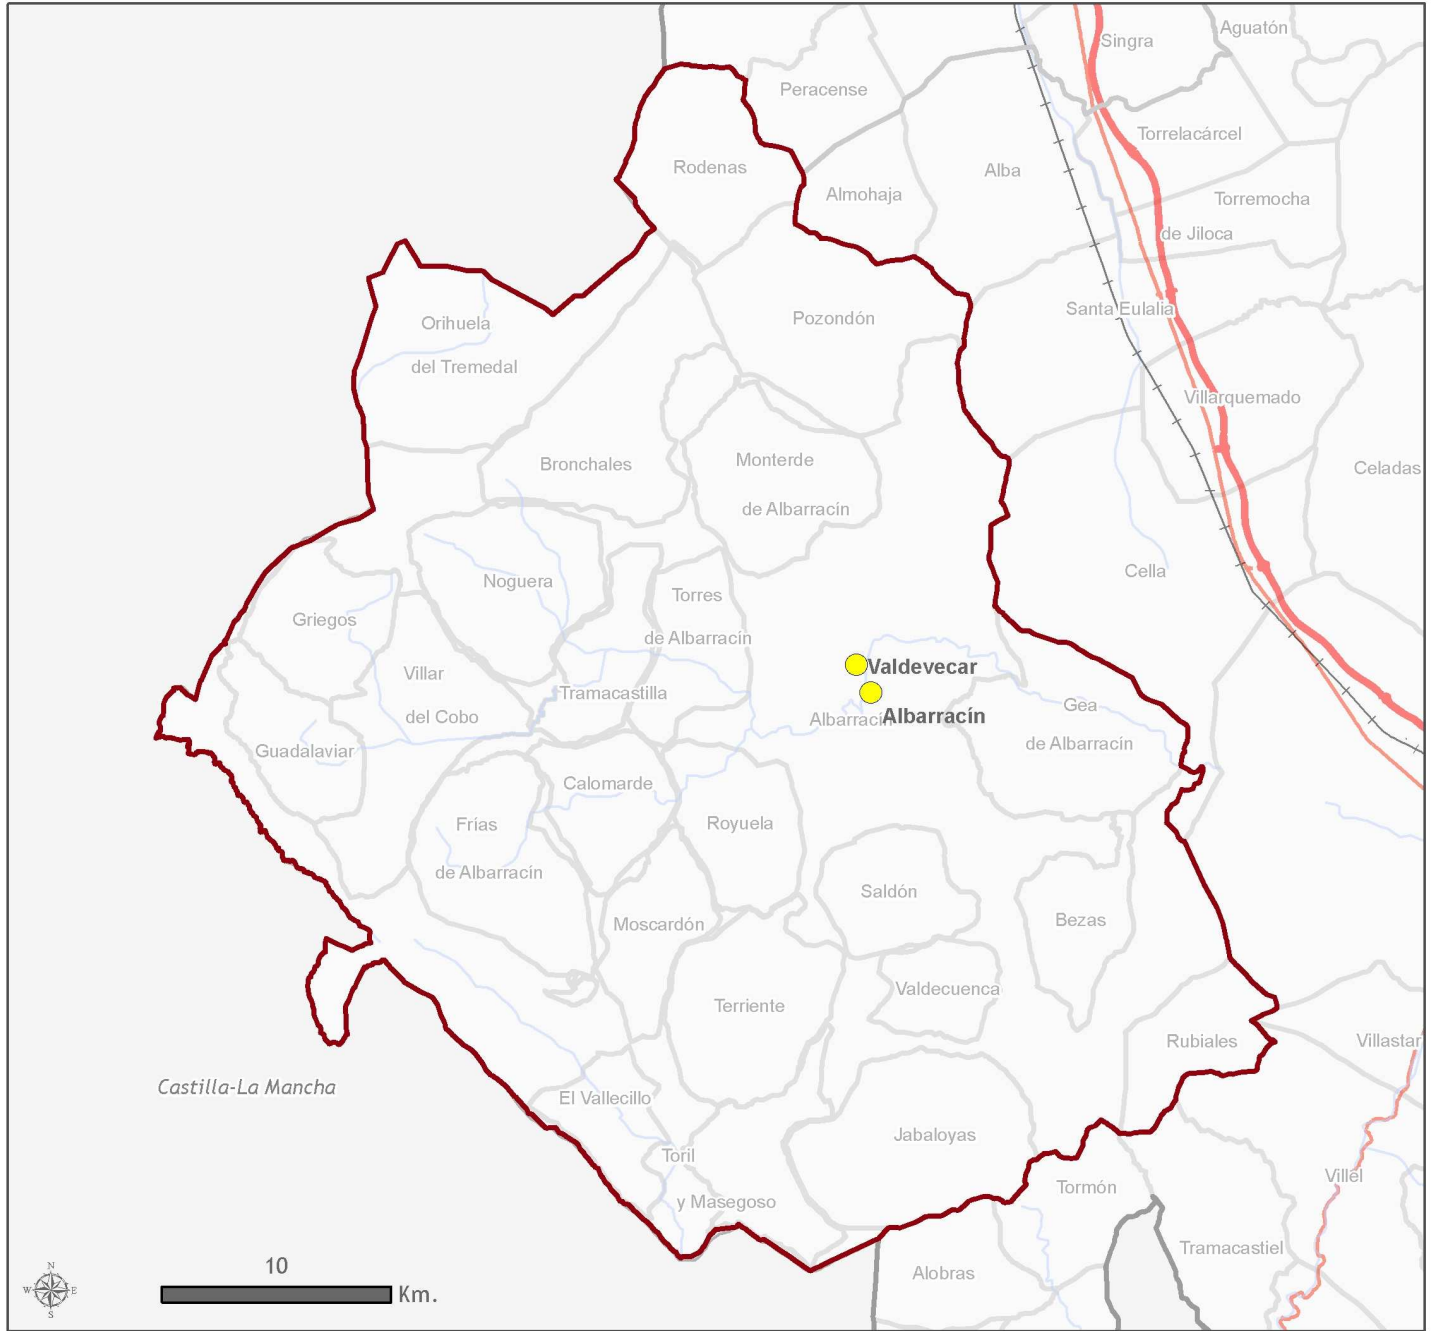 Singra
Aguatón
Peracense
Torrelacárcel
Rodenas
Alba
Almohaja
Torremocha
de Jiloca
Santa Eulalia
Orihuela
del Tremedal
Pozondón
Villarquemado
Bronchales
Monterde
de Albarracín
Celadas
Noguera
Torres
de Albarracín
Cella
Griegos
Villar
del Cobo
Tramacastilla
Valdevecar
Albarracín
Albarracín
Gea
de Albarracín
Guadalaviar
Calomarde
Frías
de Albarracín
Royuela
Saldón
Moscardón
Bezas
Terriente
Valdecuenca
Rubiales
Villastar
Castilla-La Mancha
El Vallecillo
Jabaloyas
Toril
y Masegoso
Tormón
Villel
Tramacastiel
Alobras
N
W
E
S
10
Km.